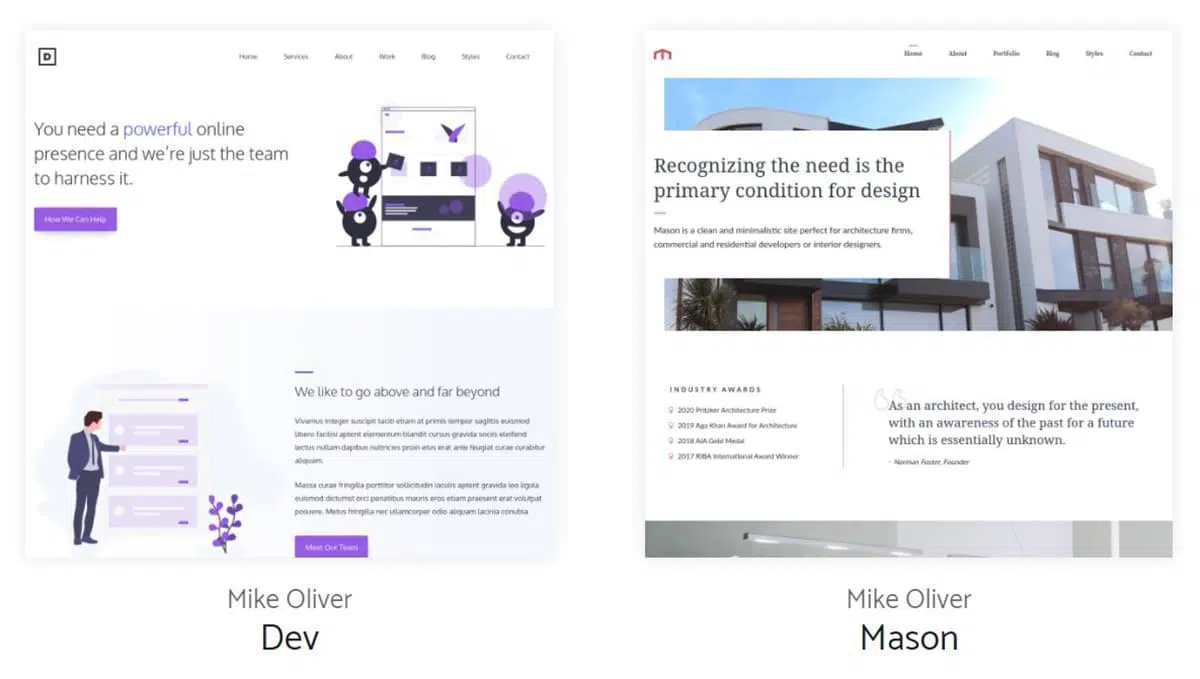 D
Home Services About Work Blog Styles Contact
You need a powerful online
presence and we're just the team
to harness it.
How We Can Help
We like to go above and far beyond
Vivamus integer suscipit taciti etiam at primis tempor sagittis euismod
libero facilisi aptent elementum blandit cursus gravida sociis eleifend
lectus nullam dapibus nutricies proin etus erat ante feugiat curae curabitur
aliquam.
Massa curae fringilla porttitor sollicitudin iaculis aptent gravida leo ligula
euismod dictumst orci penatibus mauris eros etiam praesent erat volutpat
posuere. Metus fringilla nec ullamcorper odio aliquam lacinia conubia.
Meet Our Team
Mike Oliver
Dev
Home About Portfolio Blog Styles Contact
Recognizing the need is the
primary condition for design
Mason is a clean and minimalistic site perfect for architecture firms,
commercial and residential developers or interior designers.
INDUSTRY AWARDS
2020 Pritzker Architecture Prize
2019 Aga Khan Award for Architecture
2018 AIA Gold Medal
2017 RIBA International Award Winner
As an architect, you design for the present,
with an awareness of the past for a future
which is essentially unknown.
- Norman Foster, Founder
Mike Oliver
Mason